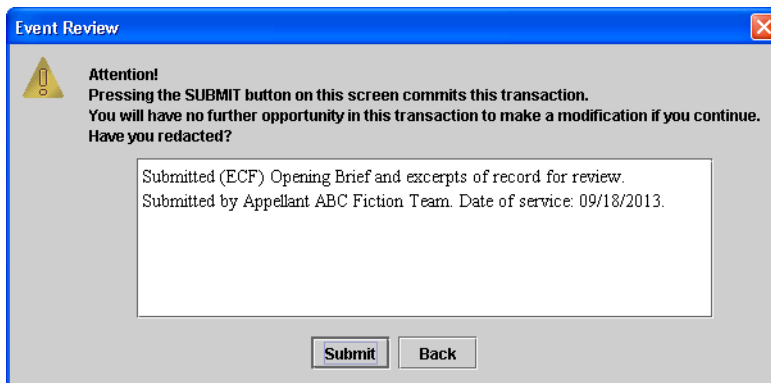 Event Review
Attention!
Pressing the SUBMIT button on this screen commits this transaction.
You will have no further opportunity in this transaction to make a modification if you continue.
Have you redacted?
Submitted (ECF) Opening Brief and excerpts of record for review.
Submitted by Appellant ABC Fiction Team. Date of service: 09/18/2013.
Submit Back